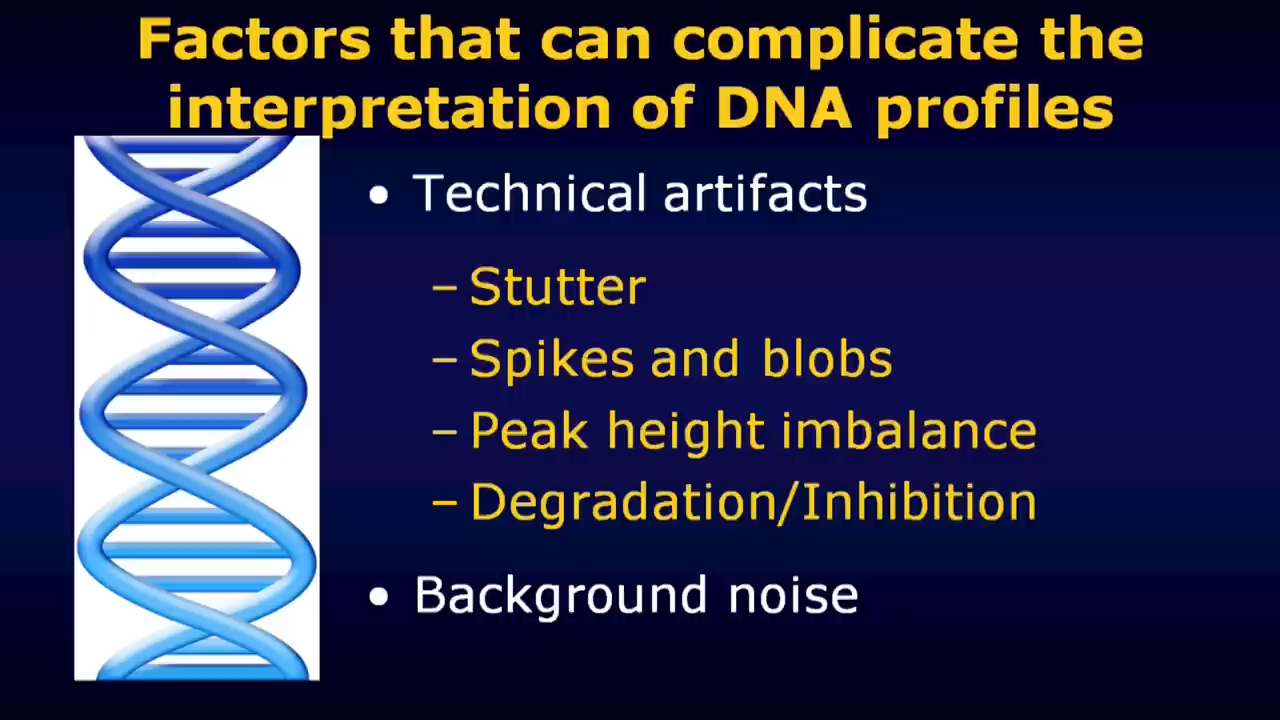 Factors that can complicate the
interpretation of DNA profiles
• Technical artifacts
– Stutter
– Spikes and blobs
– Peak height imbalance
– Degradation/Inhibition
• Background noise